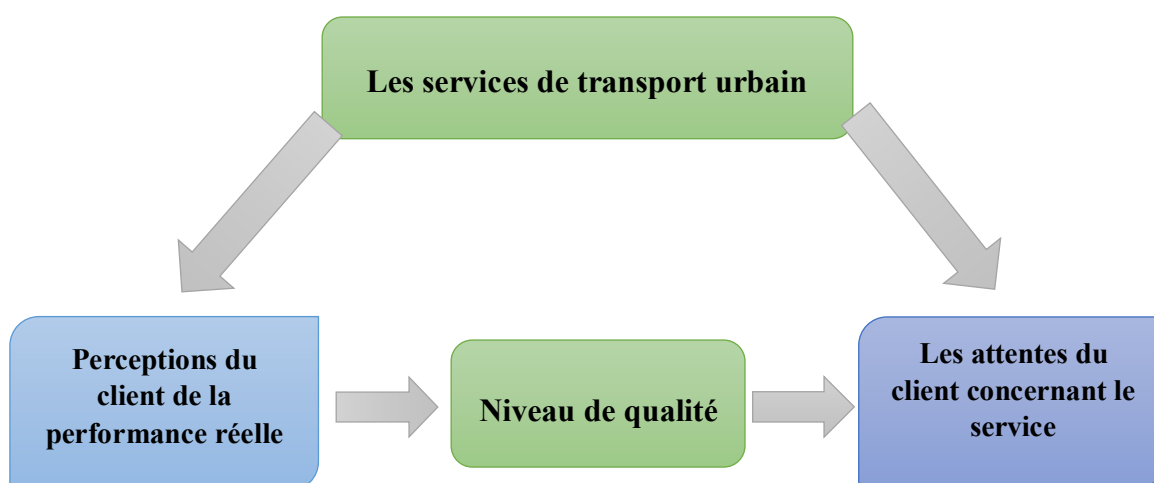 Les services de transport urbain
Perceptions du
client de la
performance réelle
Niveau de qualité
Les attentes du
client concernant le
service